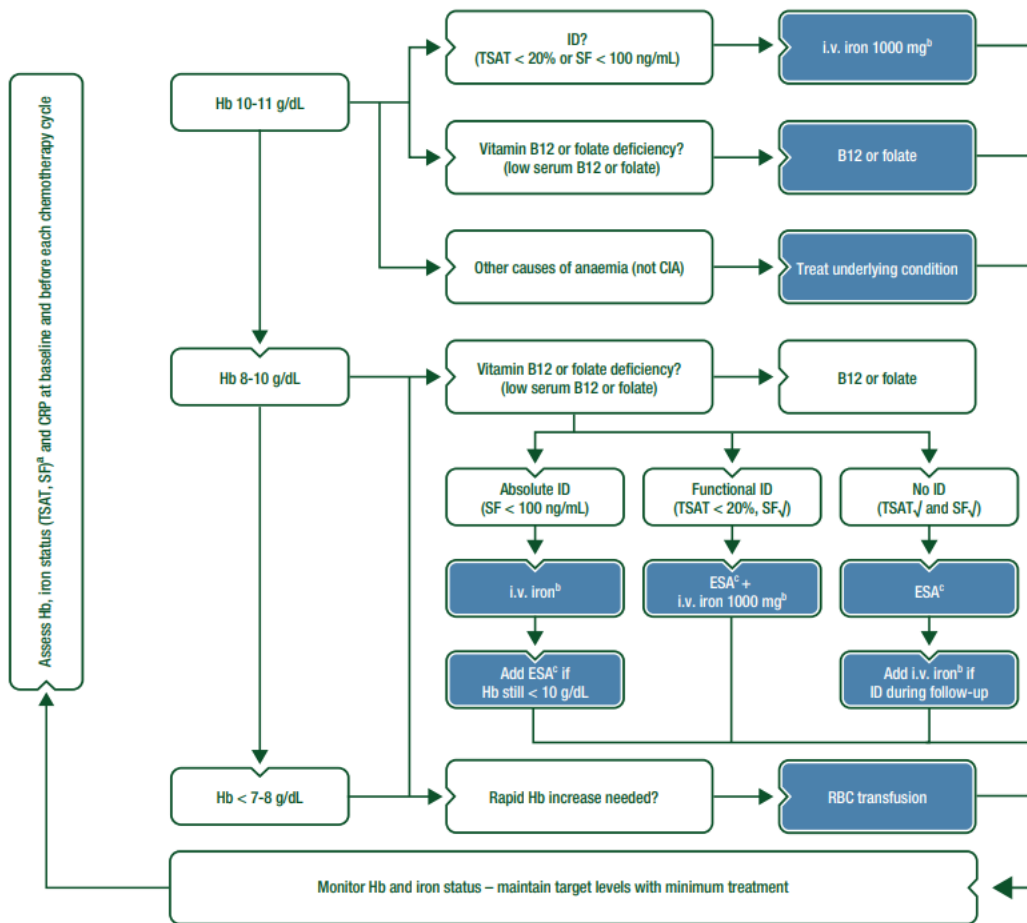 Assess Hb, iron status (TSAT, SF)ª and CRP at baseline and before each chemotherapy cycle
Hb 10-11 g/dL
ID?
(TSAT < 20% or SF < 100 ng/mL)
i.v. iron 1000 mgᵇ
Vitamin B12 or folate deficiency?
(low serum B12 or folate)
B12 or folate
Other causes of anaemia (not CIA)
Treat underlying condition
Hb 8-10 g/dL
Vitamin B12 or folate deficiency?
(low serum B12 or folate)
B12 or folate
Absolute ID
(SF < 100 ng/mL)
Functional ID
(TSAT < 20%, SF√)
No ID
(TSAT√ and SF√)
i.v. ironᵇ
ESAᶜ +
i.v. iron 1000 mgᵇ
ESAᶜ
Add ESAᶜ if
Hb still < 10 g/dL
Add i.v. ironᵇ if
ID during follow-up
Hb < 7-8 g/dL
Rapid Hb increase needed?
RBC transfusion
Monitor Hb and iron status – maintain target levels with minimum treatment